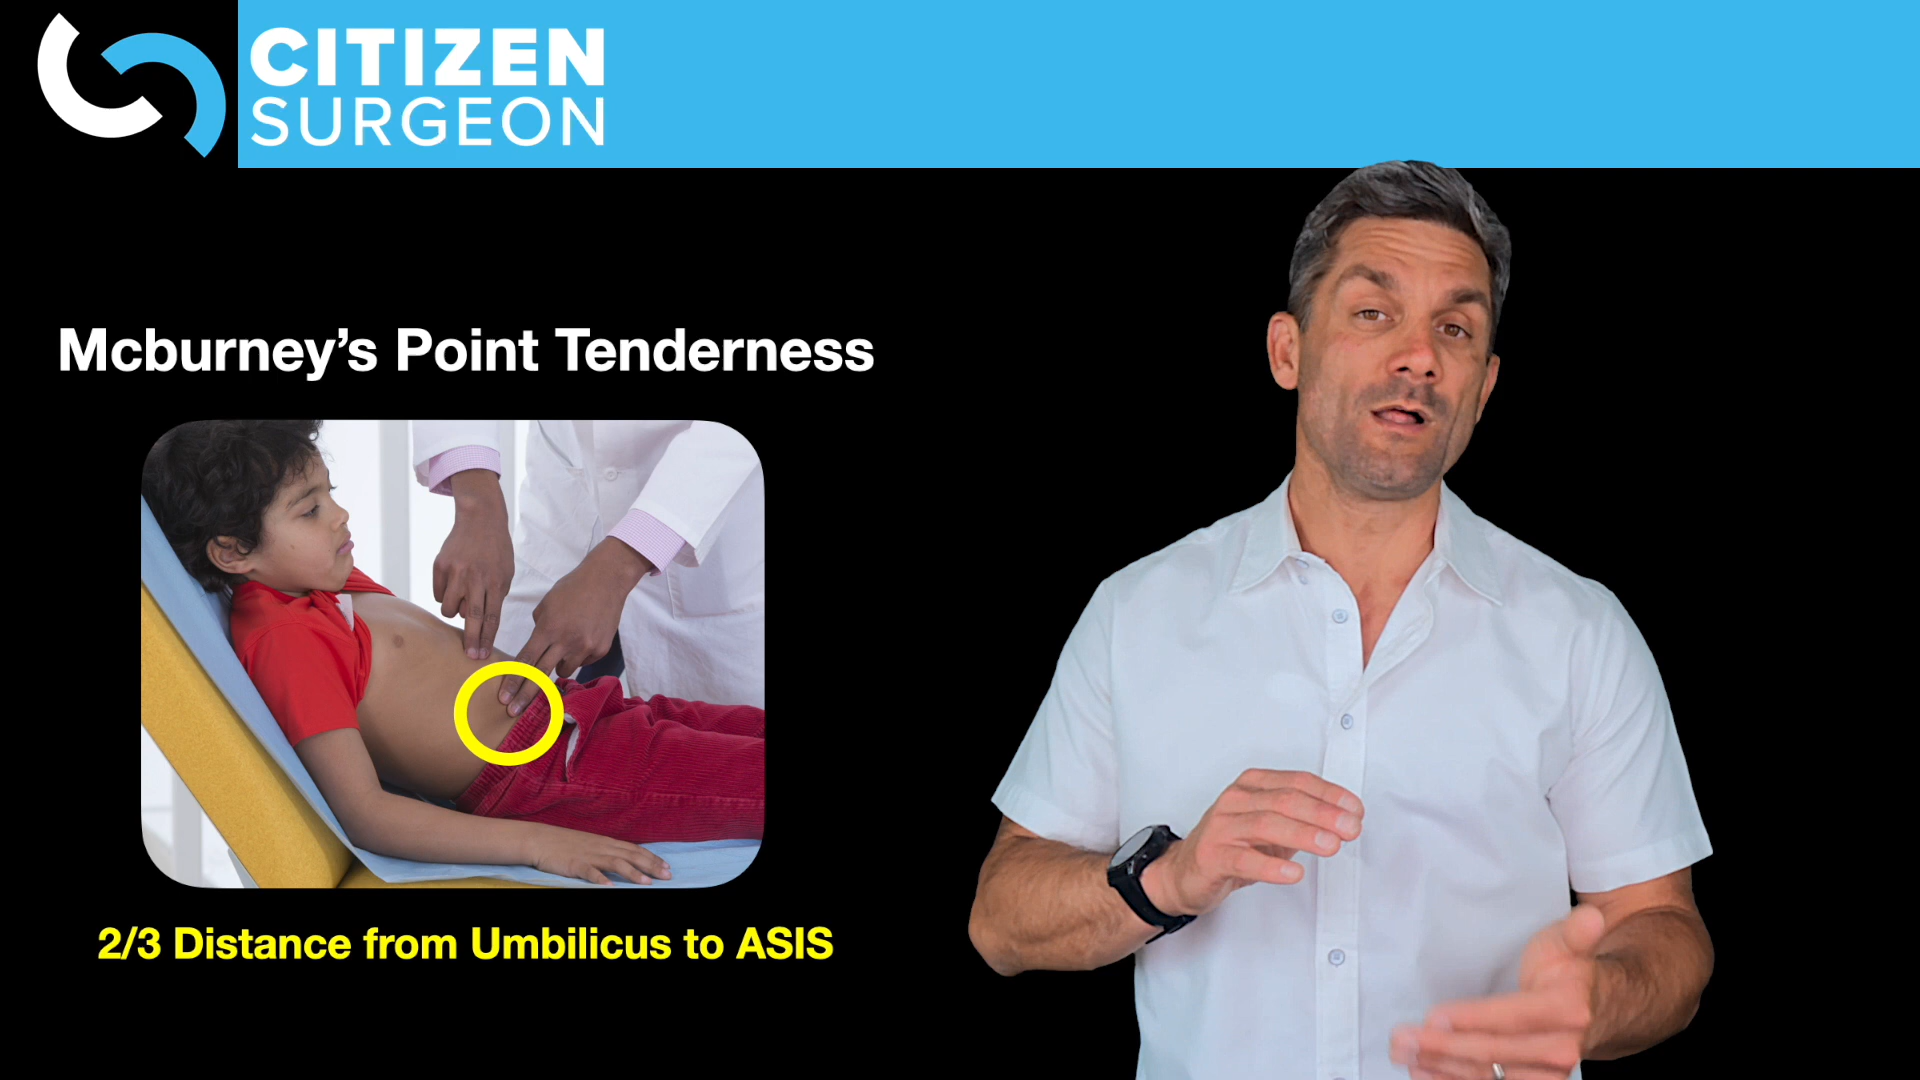 CITIZEN
SURGEON
Mcburney’s Point Tenderness
2/3 Distance from Umbilicus to ASIS